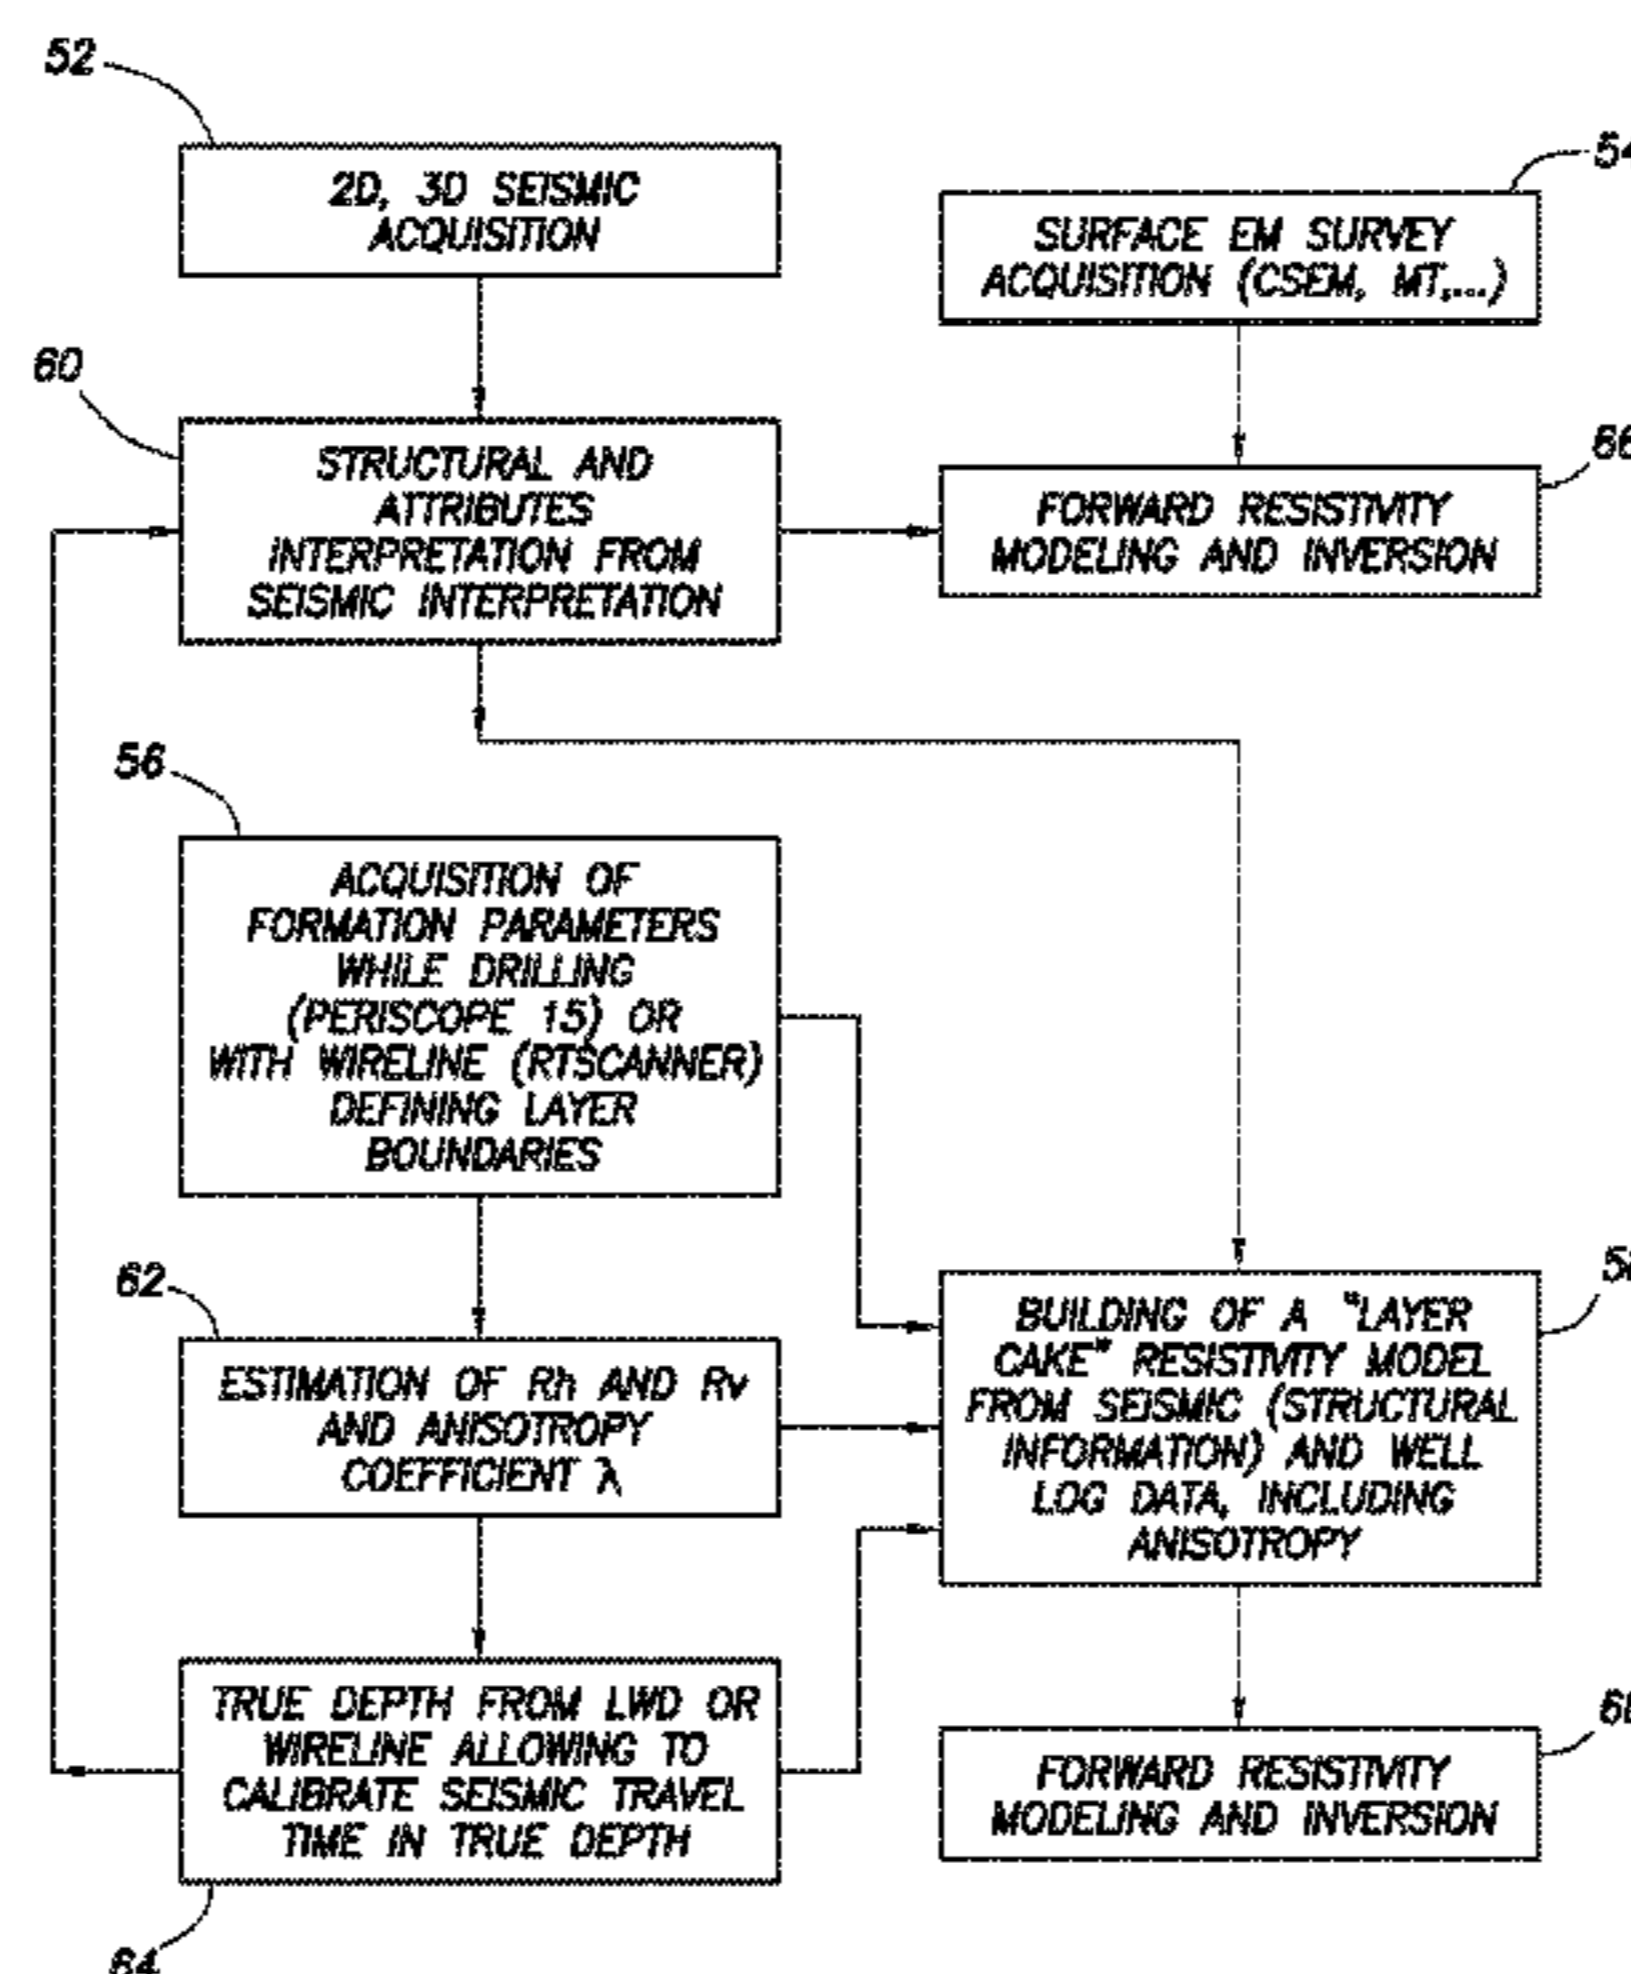 52
2D, 3D SEISMIC
ACQUISITION
54
SURFACE EM SURVEY
ACQUISITION (CSEM, MT,...)
60
STRUCTURAL AND
ATTRIBUTES
INTERPRETATION FROM
SEISMIC INTERPRETATION
66
FORWARD RESISTIVITY
MODELING AND INVERSION
56
ACQUISITION OF
FORMATION PARAMETERS
WHILE DRILLING
(PERISCOPE 15) OR
WITH WIRELINE (RTSCANNER)
DEFINING LAYER
BOUNDARIES
62
ESTIMATION OF Rh AND Rv
AND ANISOTROPY
COEFFICIENT λ
58
BUILDING OF A "LAYER
CAKE" RESISTIVITY MODEL
FROM SEISMIC (STRUCTURAL
INFORMATION) AND WELL
LOG DATA, INCLUDING
ANISOTROPY
TRUE DEPTH FROM LWD OR
WIRELINE ALLOWING TO
CALIBRATE SEISMIC TRAVEL
TIME IN TRUE DEPTH
64
FORWARD RESISTIVITY
MODELING AND INVERSION